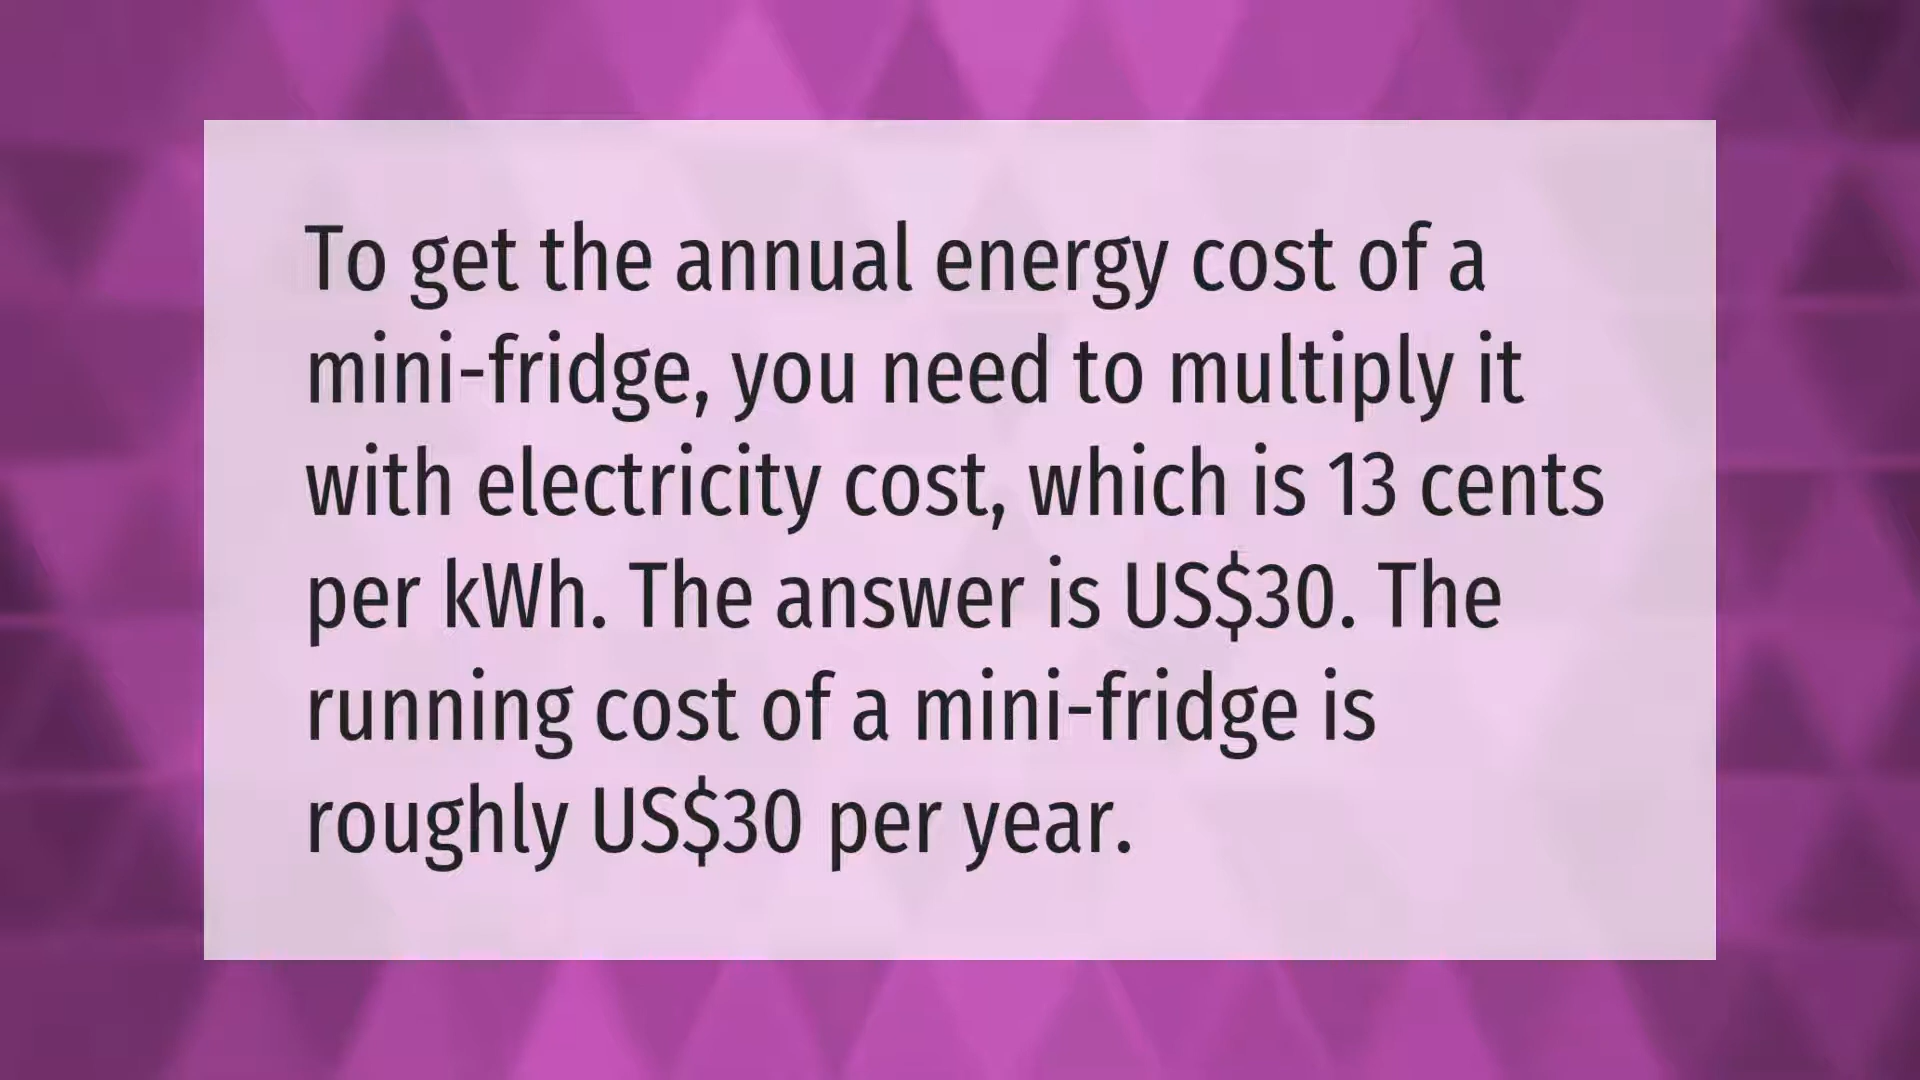 To get the annual energy cost of a
mini-fridge, you need to multiply it
with electricity cost, which is 13 cents
per kWh. The answer is US$30. The
running cost of a mini-fridge is
roughly US$30 per year.